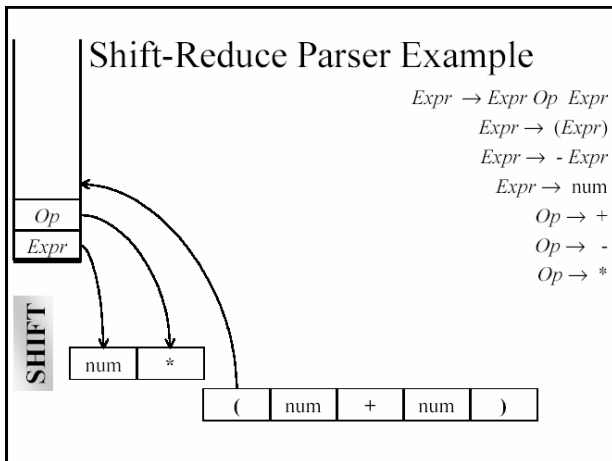 Shift-Reduce Parser Example
Expr → Expr Op Expr
Expr → (Expr)
Expr → - Expr
Expr → num
Op → +
Op → -
Op → *
Op
Expr
SHIFT
num *
( num + num )